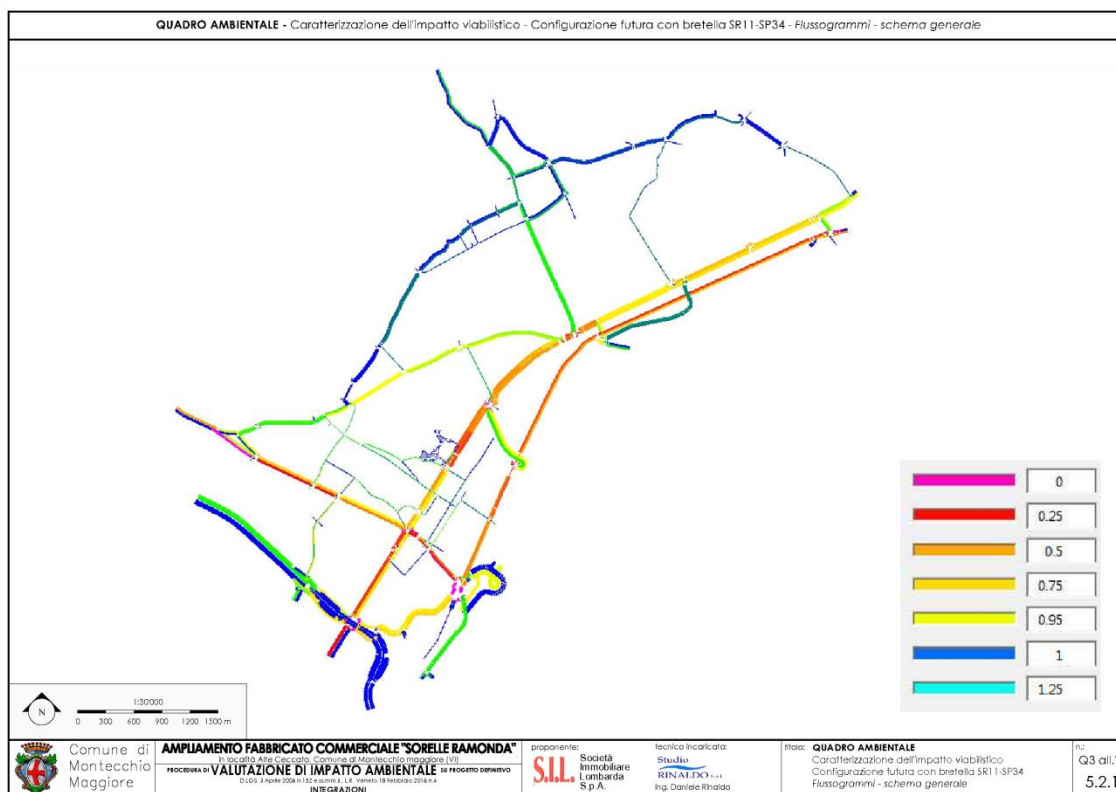 QUADRO AMBIENTALE - Caratterizzazione dell'impatto viabilistico - Configurazione futura con bretella SR11-SP34 - Flussogrammi - schema generale
0
0.25
0.5
0.75
0.95
1
1.25
N
1:30'000
0 300 600 900 1200 1500 m
Comune di
Montecchio
Maggiore
AMPLIAMENTO FABBRICATO COMMERCIALE "SORELLE RAMONDA"
in località Alte Ceccato, Comune di Montecchio maggiore (VI)
PROCEDURA DI VALUTAZIONE DI IMPATTO AMBIENTALE SU PROGETTO DEFINITIVO
D.LGS. 3 Aprile 2006 n.152 e ss.mm.ii., L.R. Veneto 18 Febbraio 2016 n.4
INTEGRAZIONI
proponente:
S.I.L. Società
Immobiliare
Lombarda
S.p.A.
tecnico incaricato:
Studio
RINALDO s.r.l.
Ing. Daniele Rinaldo
titolo: QUADRO AMBIENTALE
Caratterizzazione dell'impatto viabilistico
Configurazione futura con bretella SR11-SP34
Flussogrammi - schema generale
n.:
Q3 all.
5.2.1